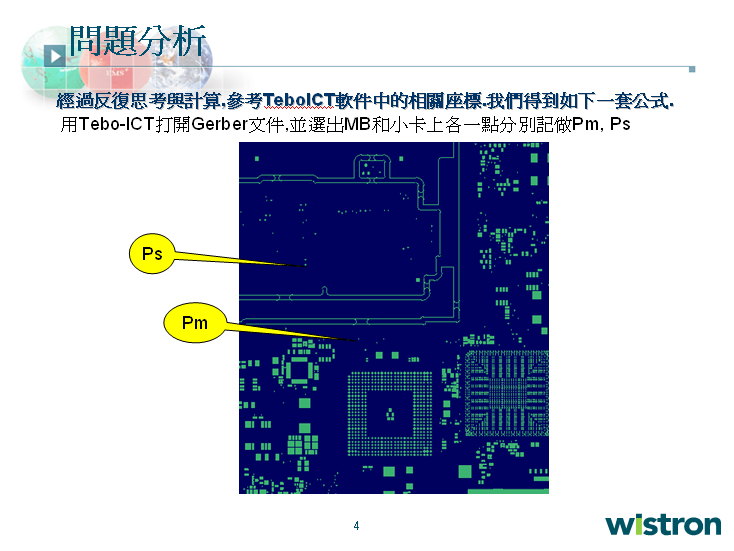 問題分析
EMS
經過反復思考與計算,參考TeboICT軟件中的相關座標.我們得到如下一套公式.
用Tebo-ICT打開Gerber文件,並選出MB和小卡上各一點分別記做Pm, Ps
Ps
Pm
4
wistron